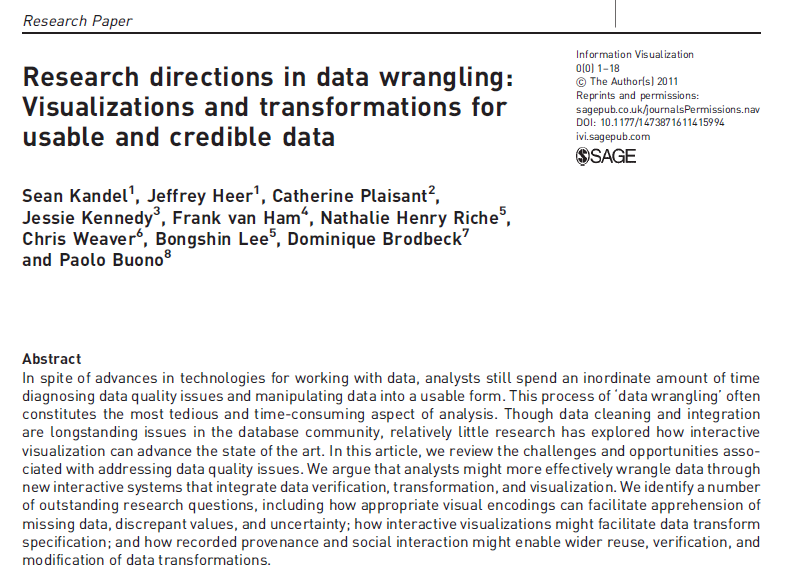 Research Paper
Research directions in data wrangling:
Visualizations and transformations for
usable and credible data
Information Visualization
0(0) 1–18
© The Author(s) 2011
Reprints and permissions:
sagepub.co.uk/journalsPermissions.nav
DOI: 10.1177/1473871611415994
ivi.sagepub.com
SAGE
Sean Kandel1, Jeffrey Heer1, Catherine Plaisant2,
Jessie Kennedy3, Frank van Ham4, Nathalie Henry Riche5,
Chris Weaver6, Bongshin Lee5, Dominique Brodbeck7
and Paolo Buono8
Abstract
In spite of advances in technologies for working with data, analysts still spend an inordinate amount of time
diagnosing data quality issues and manipulating data into a usable form. This process of ‘data wrangling’ often
constitutes the most tedious and time-consuming aspect of analysis. Though data cleaning and integration
are longstanding issues in the database community, relatively little research has explored how interactive
visualization can advance the state of the art. In this article, we review the challenges and opportunities asso-
ciated with addressing data quality issues. We argue that analysts might more effectively wrangle data through
new interactive systems that integrate data verification, transformation, and visualization. We identify a number
of outstanding research questions, including how appropriate visual encodings can facilitate apprehension of
missing data, discrepant values, and uncertainty; how interactive visualizations might facilitate data transform
specification; and how recorded provenance and social interaction might enable wider reuse, verification, and
modification of data transformations.